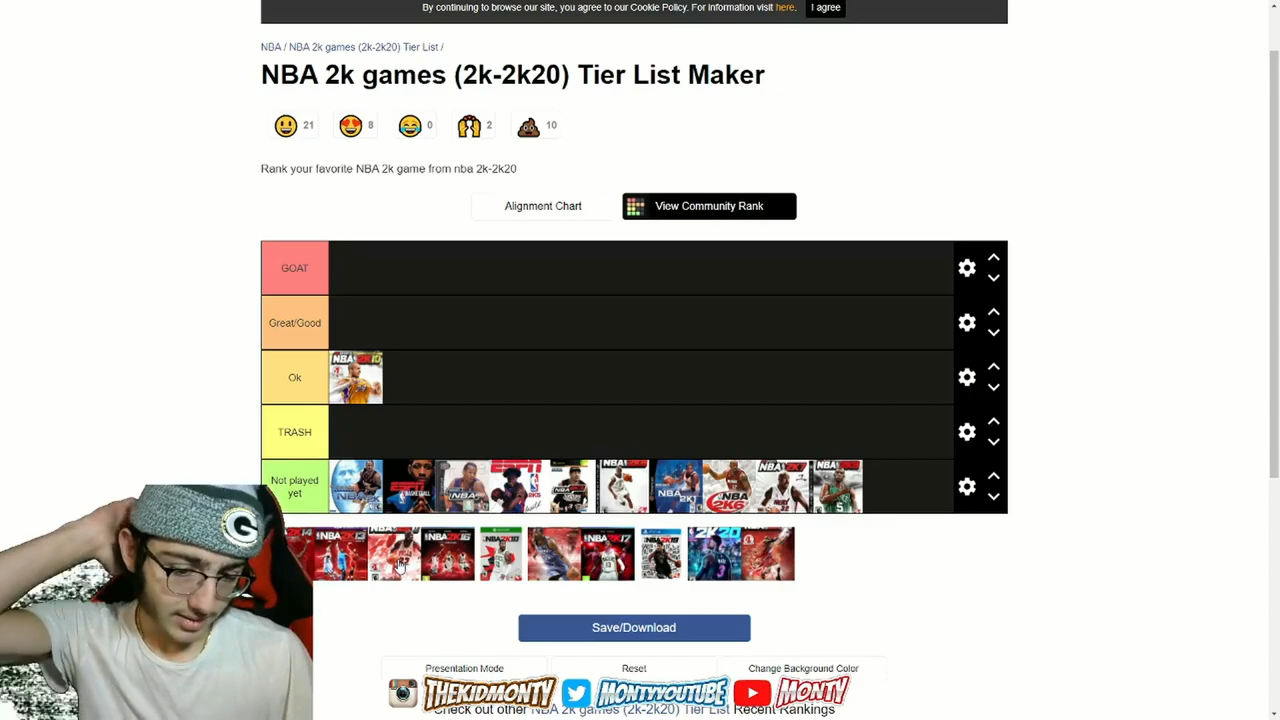 By continuing to browse our site, you agree to our Cookie Policy. For information visit here. I agree
NBA / NBA 2k games (2k-2k20) Tier List /
NBA 2k games (2k-2k20) Tier List Maker
21 8 0 2 10
Rank your favorite NBA 2k game from nba 2k-2k20
Alignment Chart View Community Rank
GOAT
Great/Good
Ok NBA 2K10
TRASH
Not played
yet
Save/Download
Presentation Mode Reset Change Background Color
THEKIDMONTY MONTYYOUTUBE MONTY
Check out other NBA 2k games (2k-2k20) Tier List Recent Rankings